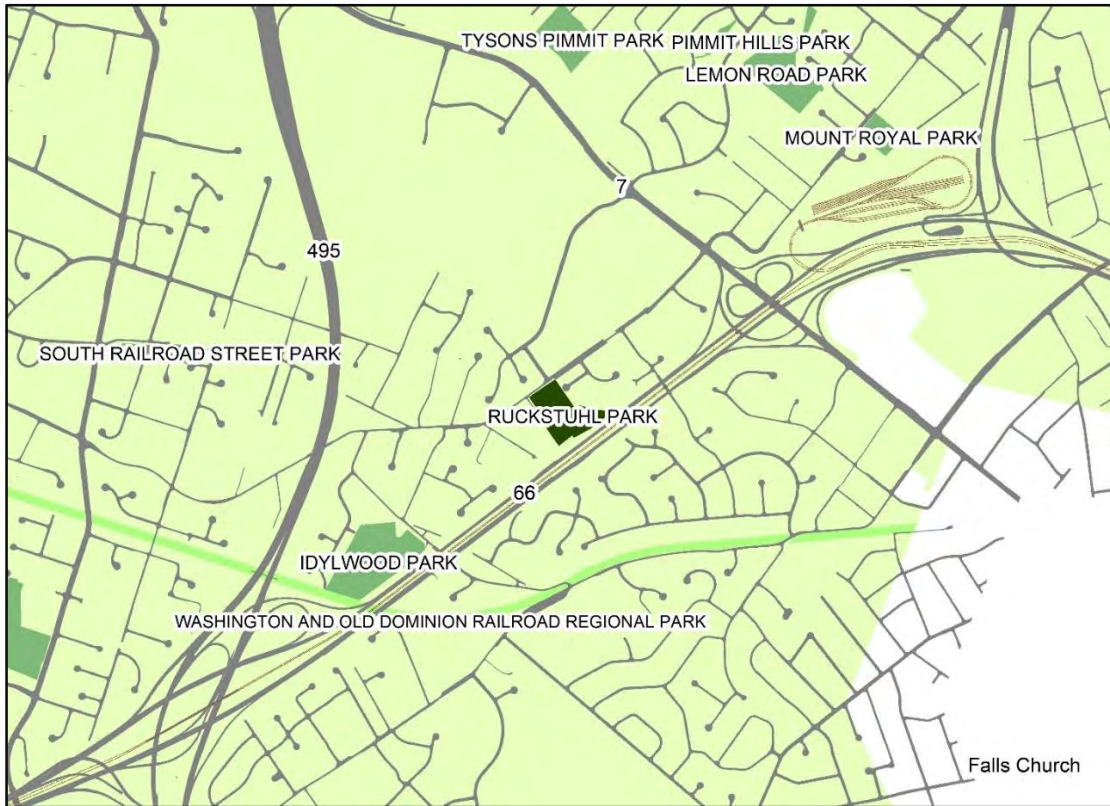 TYSONS PIMMIT PARK
PIMMIT HILLS PARK
LEMON ROAD PARK
MOUNT ROYAL PARK
7
495
SOUTH RAILROAD STREET PARK
RUCKSTUHL PARK
66
IDYLWOOD PARK
WASHINGTON AND OLD DOMINION RAILROAD REGIONAL PARK
Falls Church